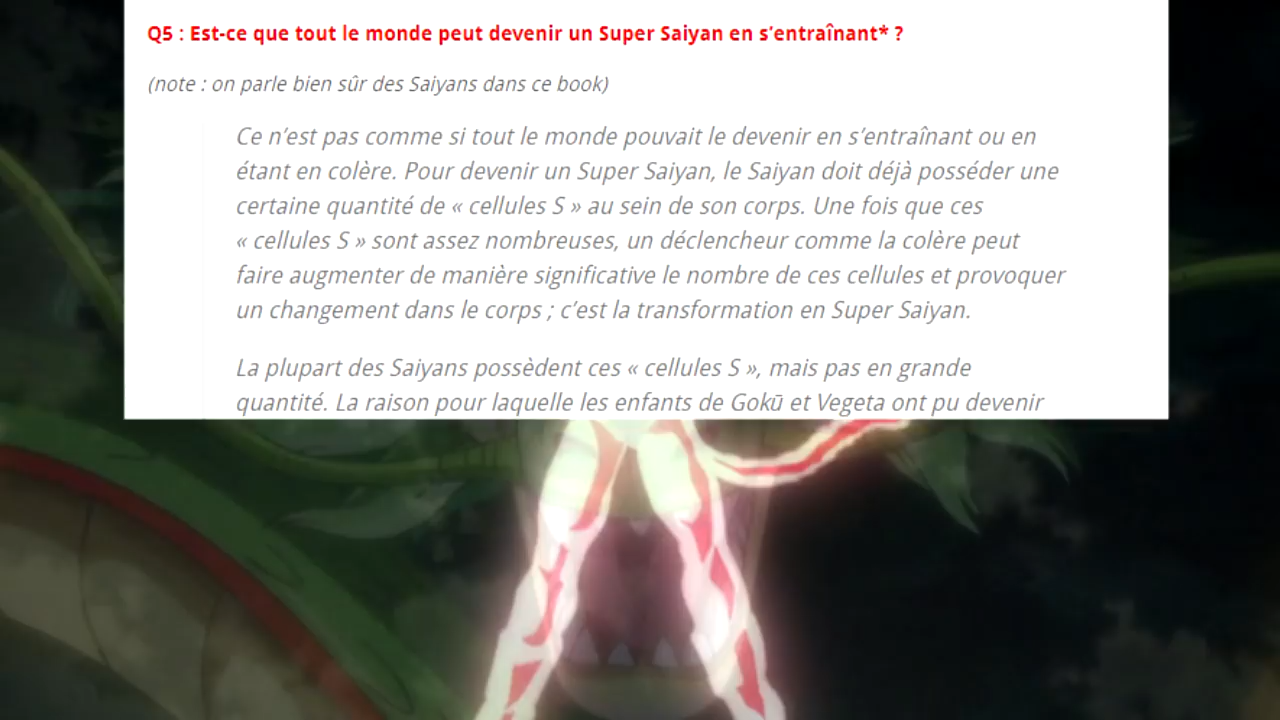 Q5 : Est-ce que tout le monde peut devenir un Super Saiyan en s'entraînant* ?
(note : on parle bien sûr des Saiyans dans ce book)
Ce n’est pas comme si tout le monde pouvait le devenir en s’entraînant ou en
étant en colère. Pour devenir un Super Saiyan, le Saiyan doit déjà posséder une
certaine quantité de « cellules S » au sein de son corps. Une fois que ces
« cellules S » sont assez nombreuses, un déclencheur comme la colère peut
faire augmenter de manière significative le nombre de ces cellules et provoquer
un changement dans le corps ; c’est la transformation en Super Saiyan.
La plupart des Saiyans possèdent ces « cellules S », mais pas en grande
quantité. La raison pour laquelle les enfants de Gokū et Vegeta ont pu devenir